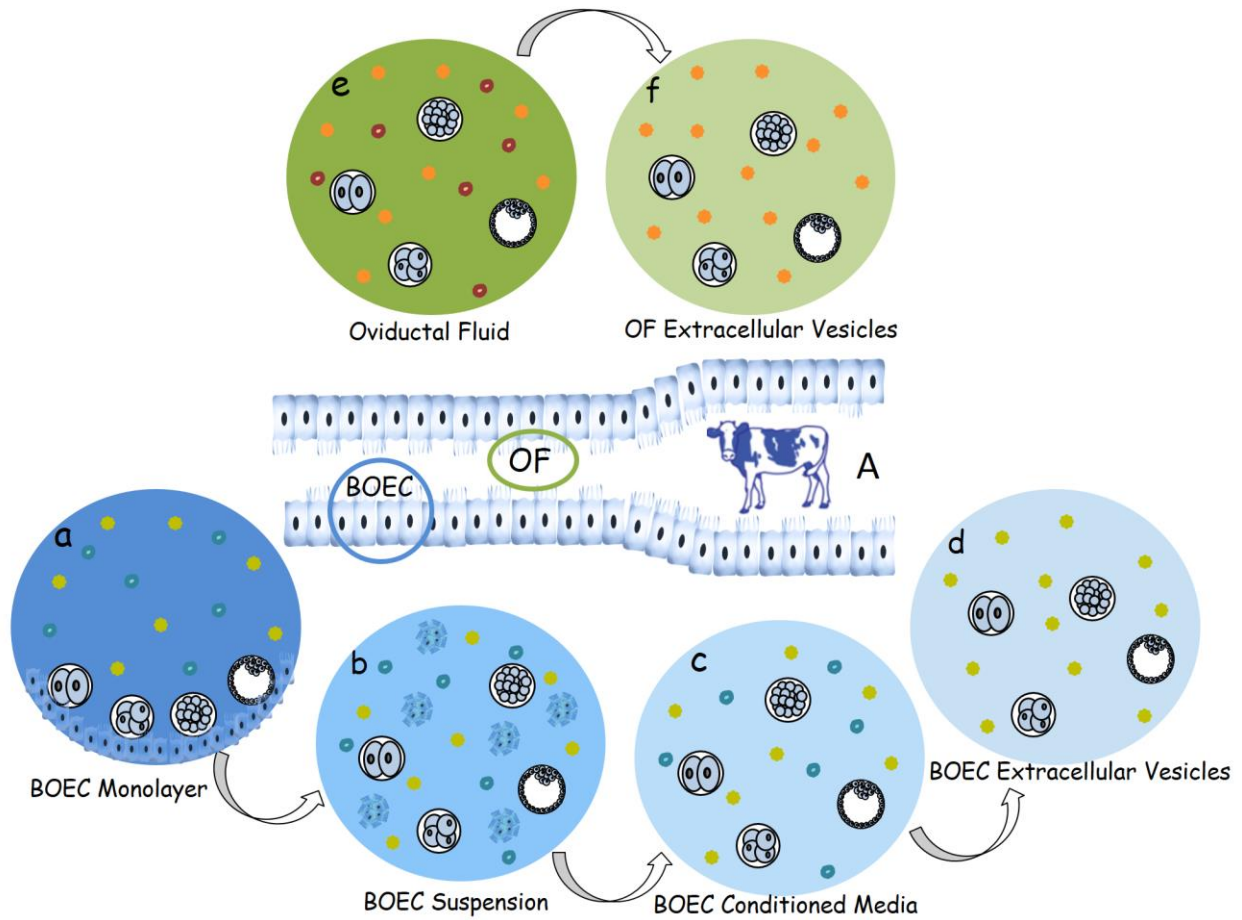 e
f
Oviductal Fluid
OF Extracellular Vesicles
OF
BOEC
A
a
BOEC Monolayer
b
BOEC Suspension
c
BOEC Conditioned Media
d
BOEC Extracellular Vesicles